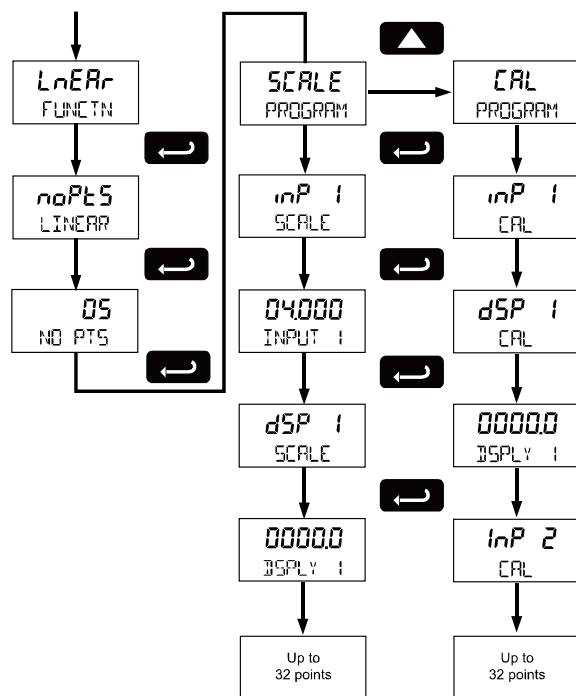 LnEAr
FUNCTN
noPtS
LINEAR
05
NO PTS
SCALE
PROGRAM
inP 1
SCALE
04.000
INPUT 1
dSP 1
SCALE
0000.0
DSPLY 1
Up to
32 points
CAL
PROGRAM
inP 1
CAL
dSP 1
CAL
0000.0
DSPLY 1
InP 2
CAL
Up to
32 points